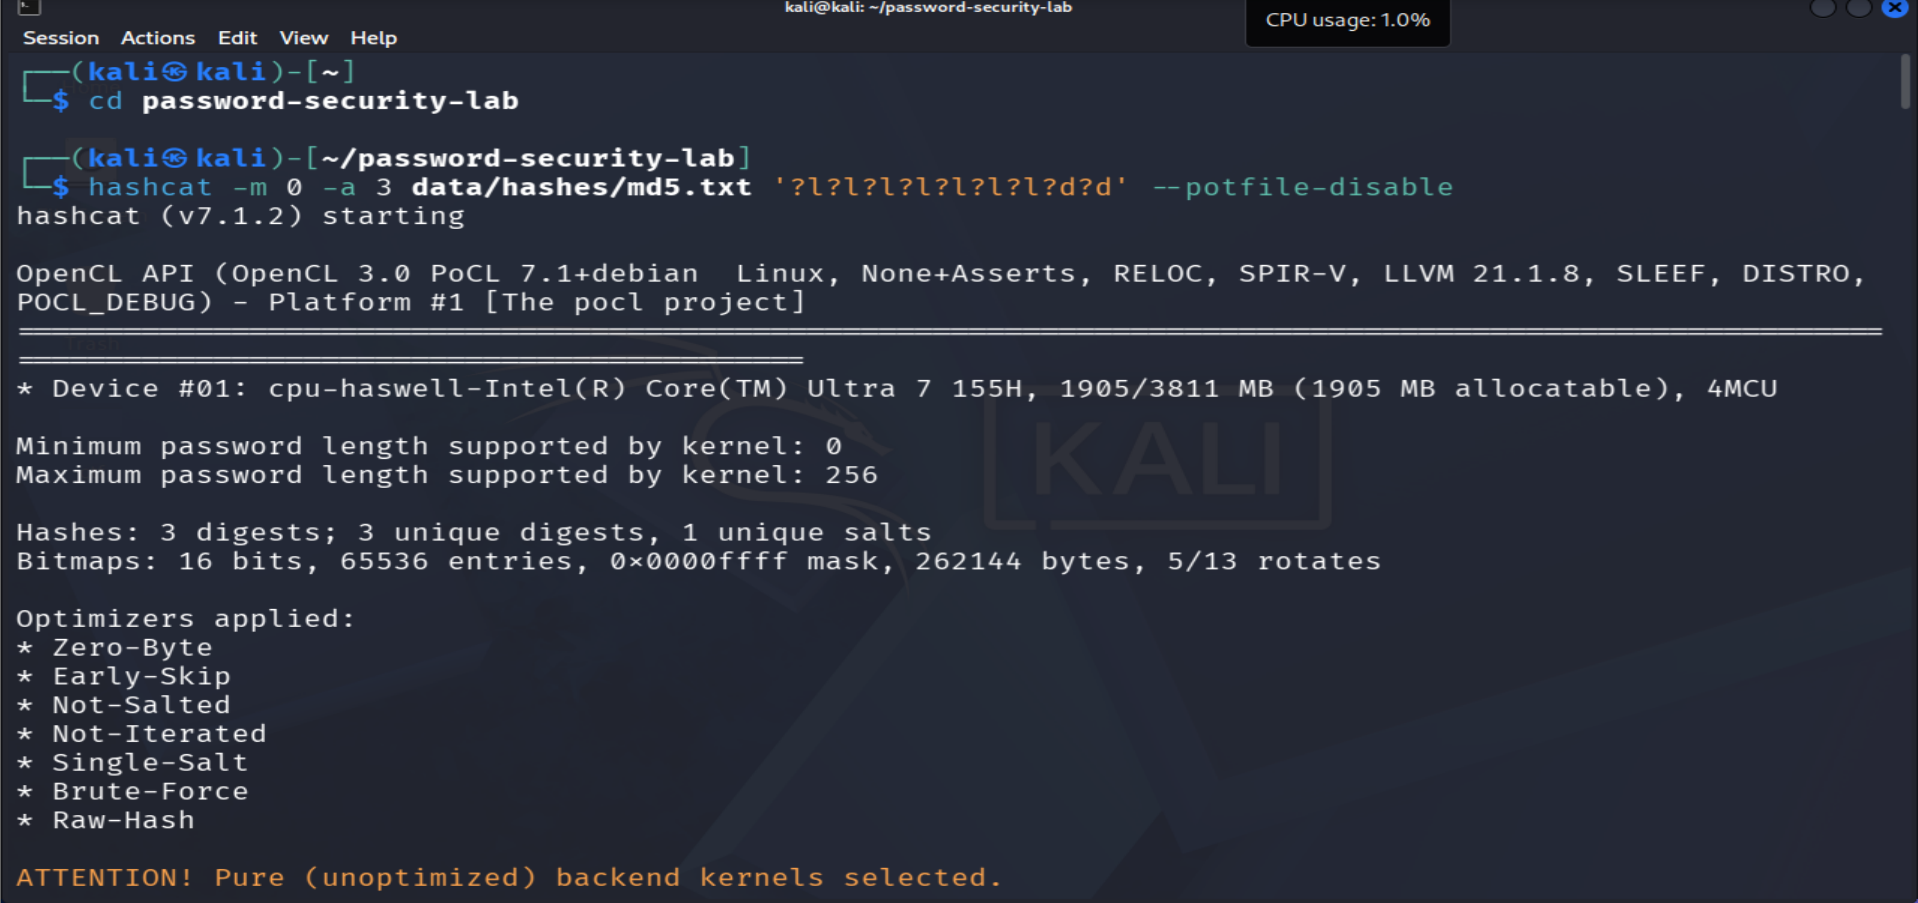 kali@kali: ~/password-security-lab
CPU usage: 1.0%
Session Actions Edit View Help
┌──(kali㉿kali)-[~]
└─$ cd password-security-lab
┌──(kali㉿kali)-[~/password-security-lab]
└─$ hashcat -m 0 -a 3 data/hashes/md5.txt '?l?l?l?l?l?l?l?d?d' --potfile-disable
hashcat (v7.1.2) starting
OpenCL API (OpenCL 3.0 PoCL 7.1+debian  Linux, None+Asserts, RELOC, SPIR-V, LLVM 21.1.8, SLEEF, DISTRO,
POCL_DEBUG) - Platform #1 [The pocl project]
========================================================================================================
============================================
* Device #01: cpu-haswell-Intel(R) Core(TM) Ultra 7 155H, 1905/3811 MB (1905 MB allocatable), 4MCU
Minimum password length supported by kernel: 0
Maximum password length supported by kernel: 256
Hashes: 3 digests; 3 unique digests, 1 unique salts
Bitmaps: 16 bits, 65536 entries, 0x0000ffff mask, 262144 bytes, 5/13 rotates
Optimizers applied:
* Zero-Byte
* Early-Skip
* Not-Salted
* Not-Iterated
* Single-Salt
* Brute-Force
* Raw-Hash
ATTENTION! Pure (unoptimized) backend kernels selected.
KALI
Trash